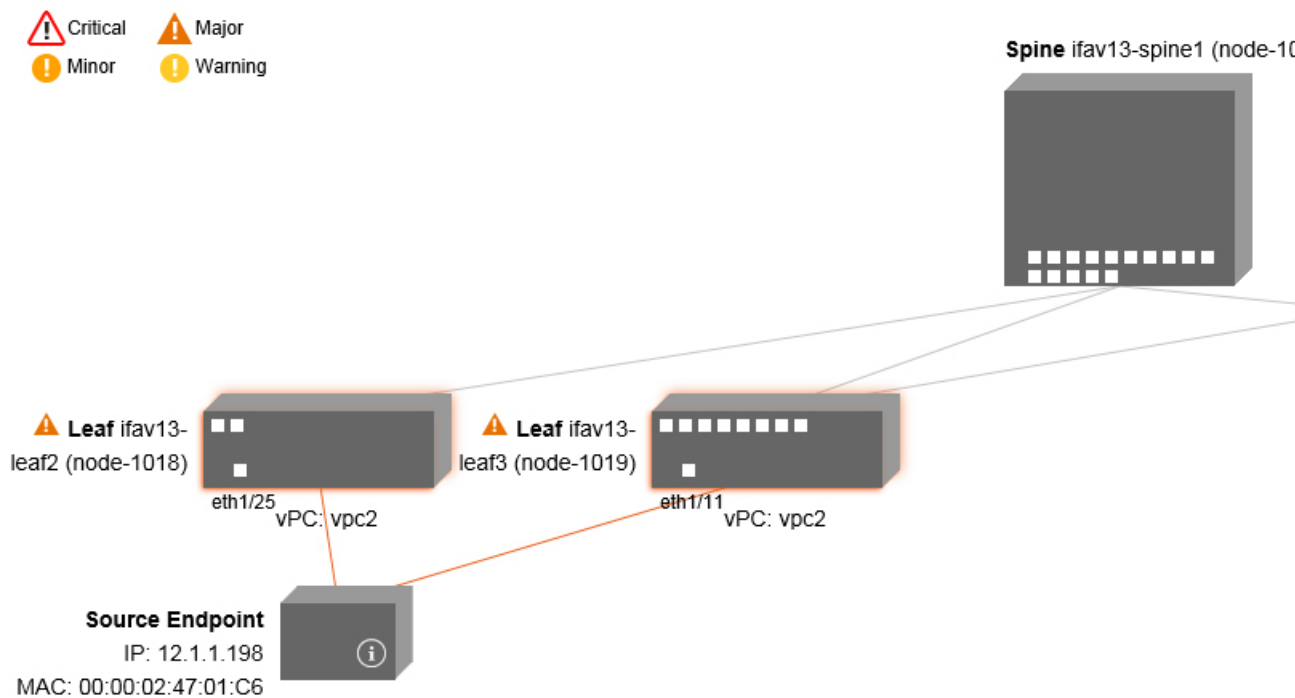 Critical
Major
Minor
Warning
Spine ifav13-spine1 (node-10
Leaf ifav13-
leaf2 (node-1018)
eth1/25
vPC: vpc2
Leaf ifav13-
leaf3 (node-1019)
eth1/11
vPC: vpc2
Source Endpoint
IP: 12.1.1.198
MAC: 00:00:02:47:01:C6